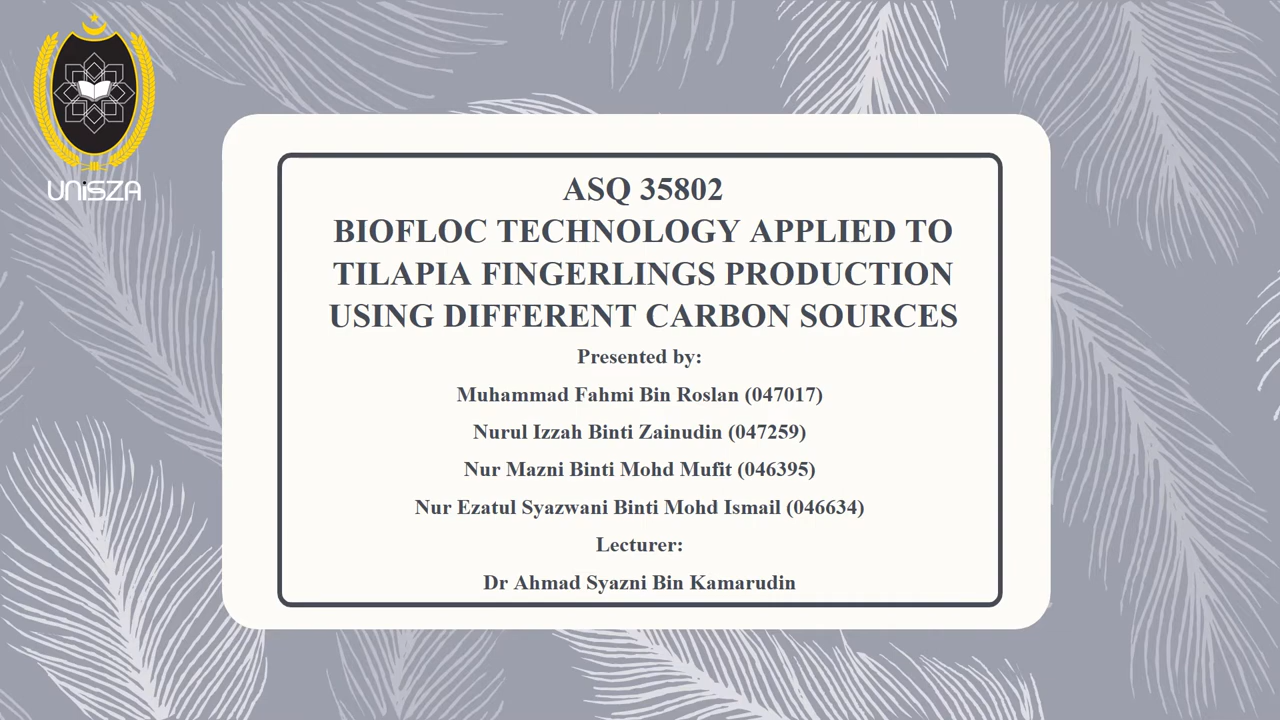 UNiSZA
ASQ 35802
BIOFLOC TECHNOLOGY APPLIED TO
TILAPIA FINGERLINGS PRODUCTION
USING DIFFERENT CARBON SOURCES
Presented by:
Muhammad Fahmi Bin Roslan (047017)
Nurul Izzah Binti Zainudin (047259)
Nur Mazni Binti Mohd Mufit (046395)
Nur Ezatul Syazwani Binti Mohd Ismail (046634)
Lecturer:
Dr Ahmad Syazni Bin Kamarudin